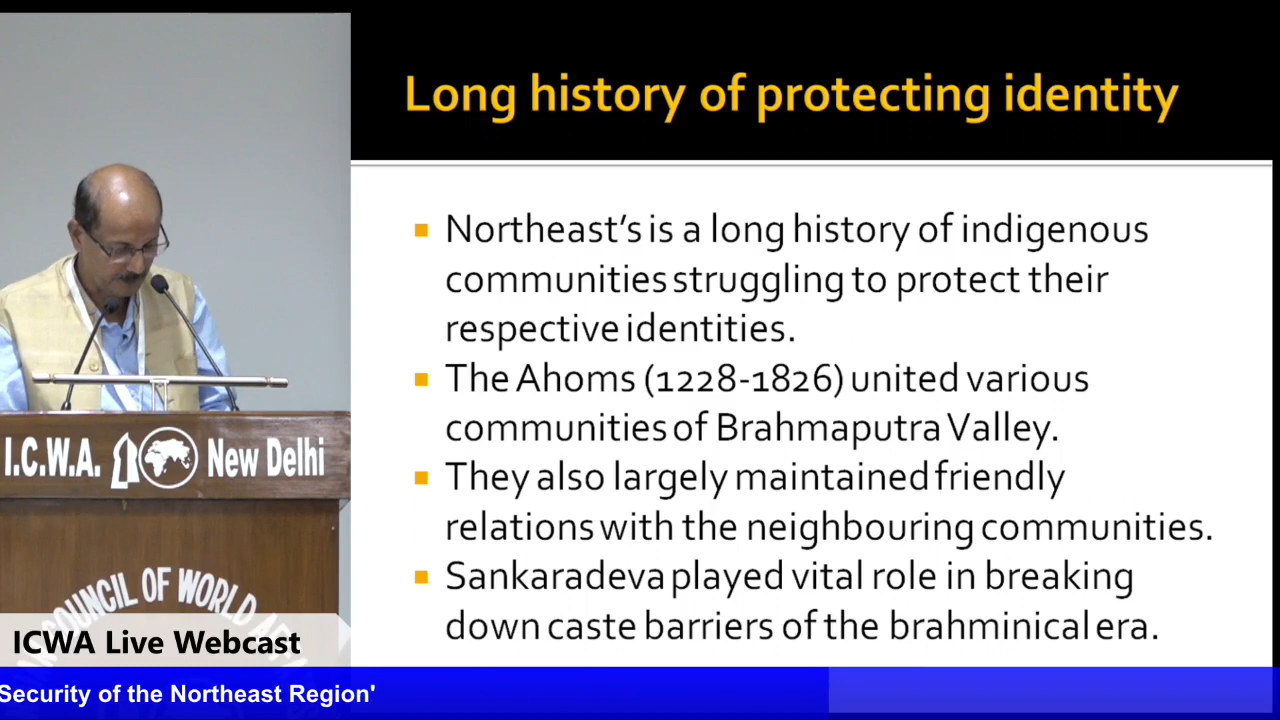 Long history of protecting identity
Northeast's is a long history of indigenous
communities struggling to protect their
respective identities.
The Ahoms (1228-1826) united various
communities of Brahmaputra Valley.
They also largely maintained friendly
relations with the neighbouring communities.
Sankaradeva played vital role in breaking
down caste barriers of the brahminical era.
I.C.W.A. New Delhi
COUNCIL OF WORLD
ICWA Live Webcast
Security of the Northeast Region'